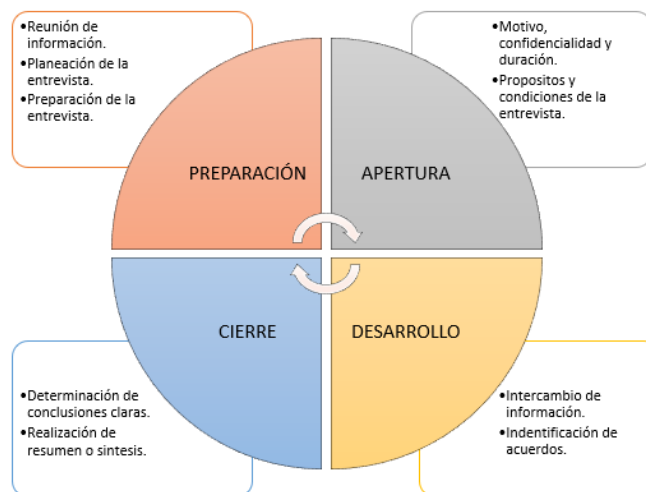 •Reunión de
información.
•Planeación de la
entrevista.
•Preparación de la
entrevista.
•Motivo,
confidencialidad y
duración.
•Propositos y
condiciones de la
entrevista.
PREPARACIÓN
APERTURA
CIERRE
DESARROLLO
•Determinación de
conclusiones claras.
•Realización de
resumen o sintesis.
•Intercambio de
información.
•Indentificación de
acuerdos.